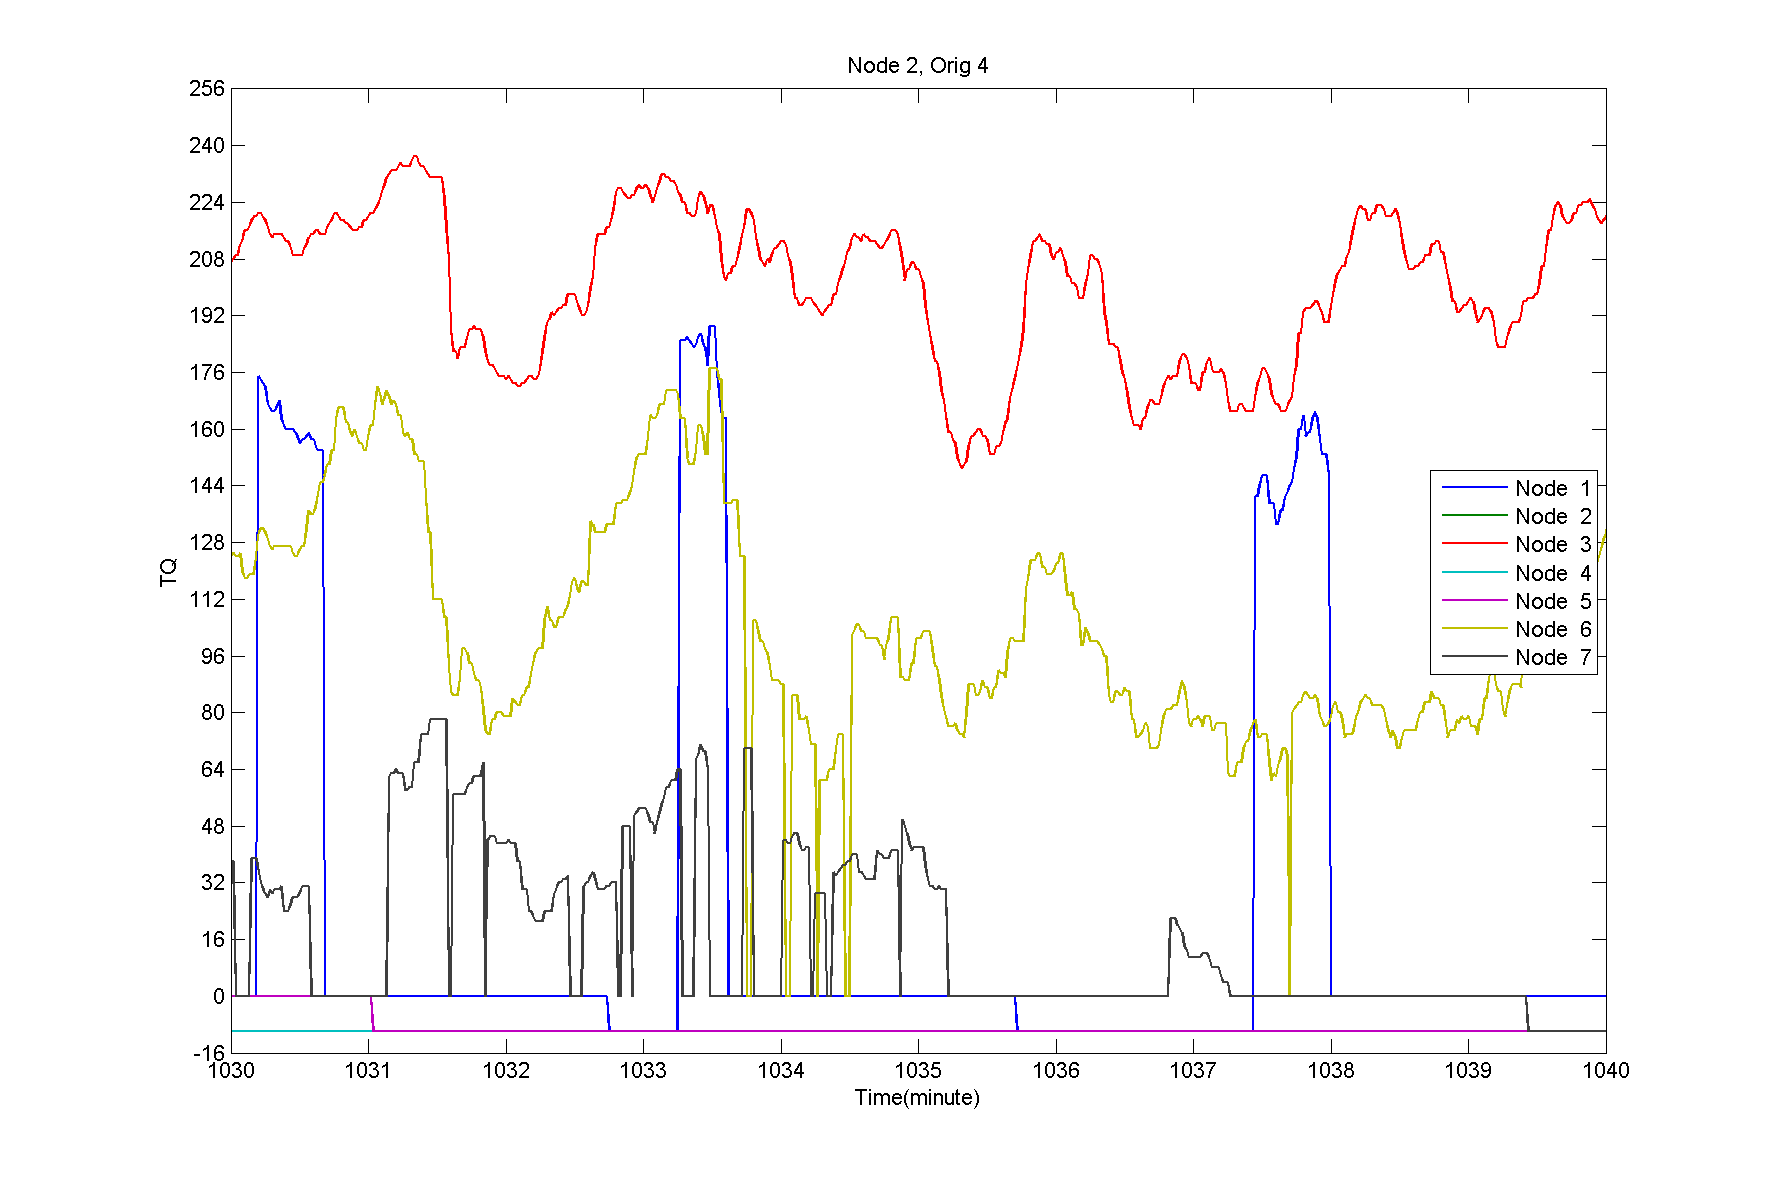 Node 2, Orig 4
256
240
224
208
192
176
160
144
128
112
96
80
64
48
32
16
0
-16
TQ
Node 1
Node 2
Node 3
Node 4
Node 5
Node 6
Node 7
1030 1031 1032 1033 1034 1035 1036 1037 1038 1039 1040
Time(minute)